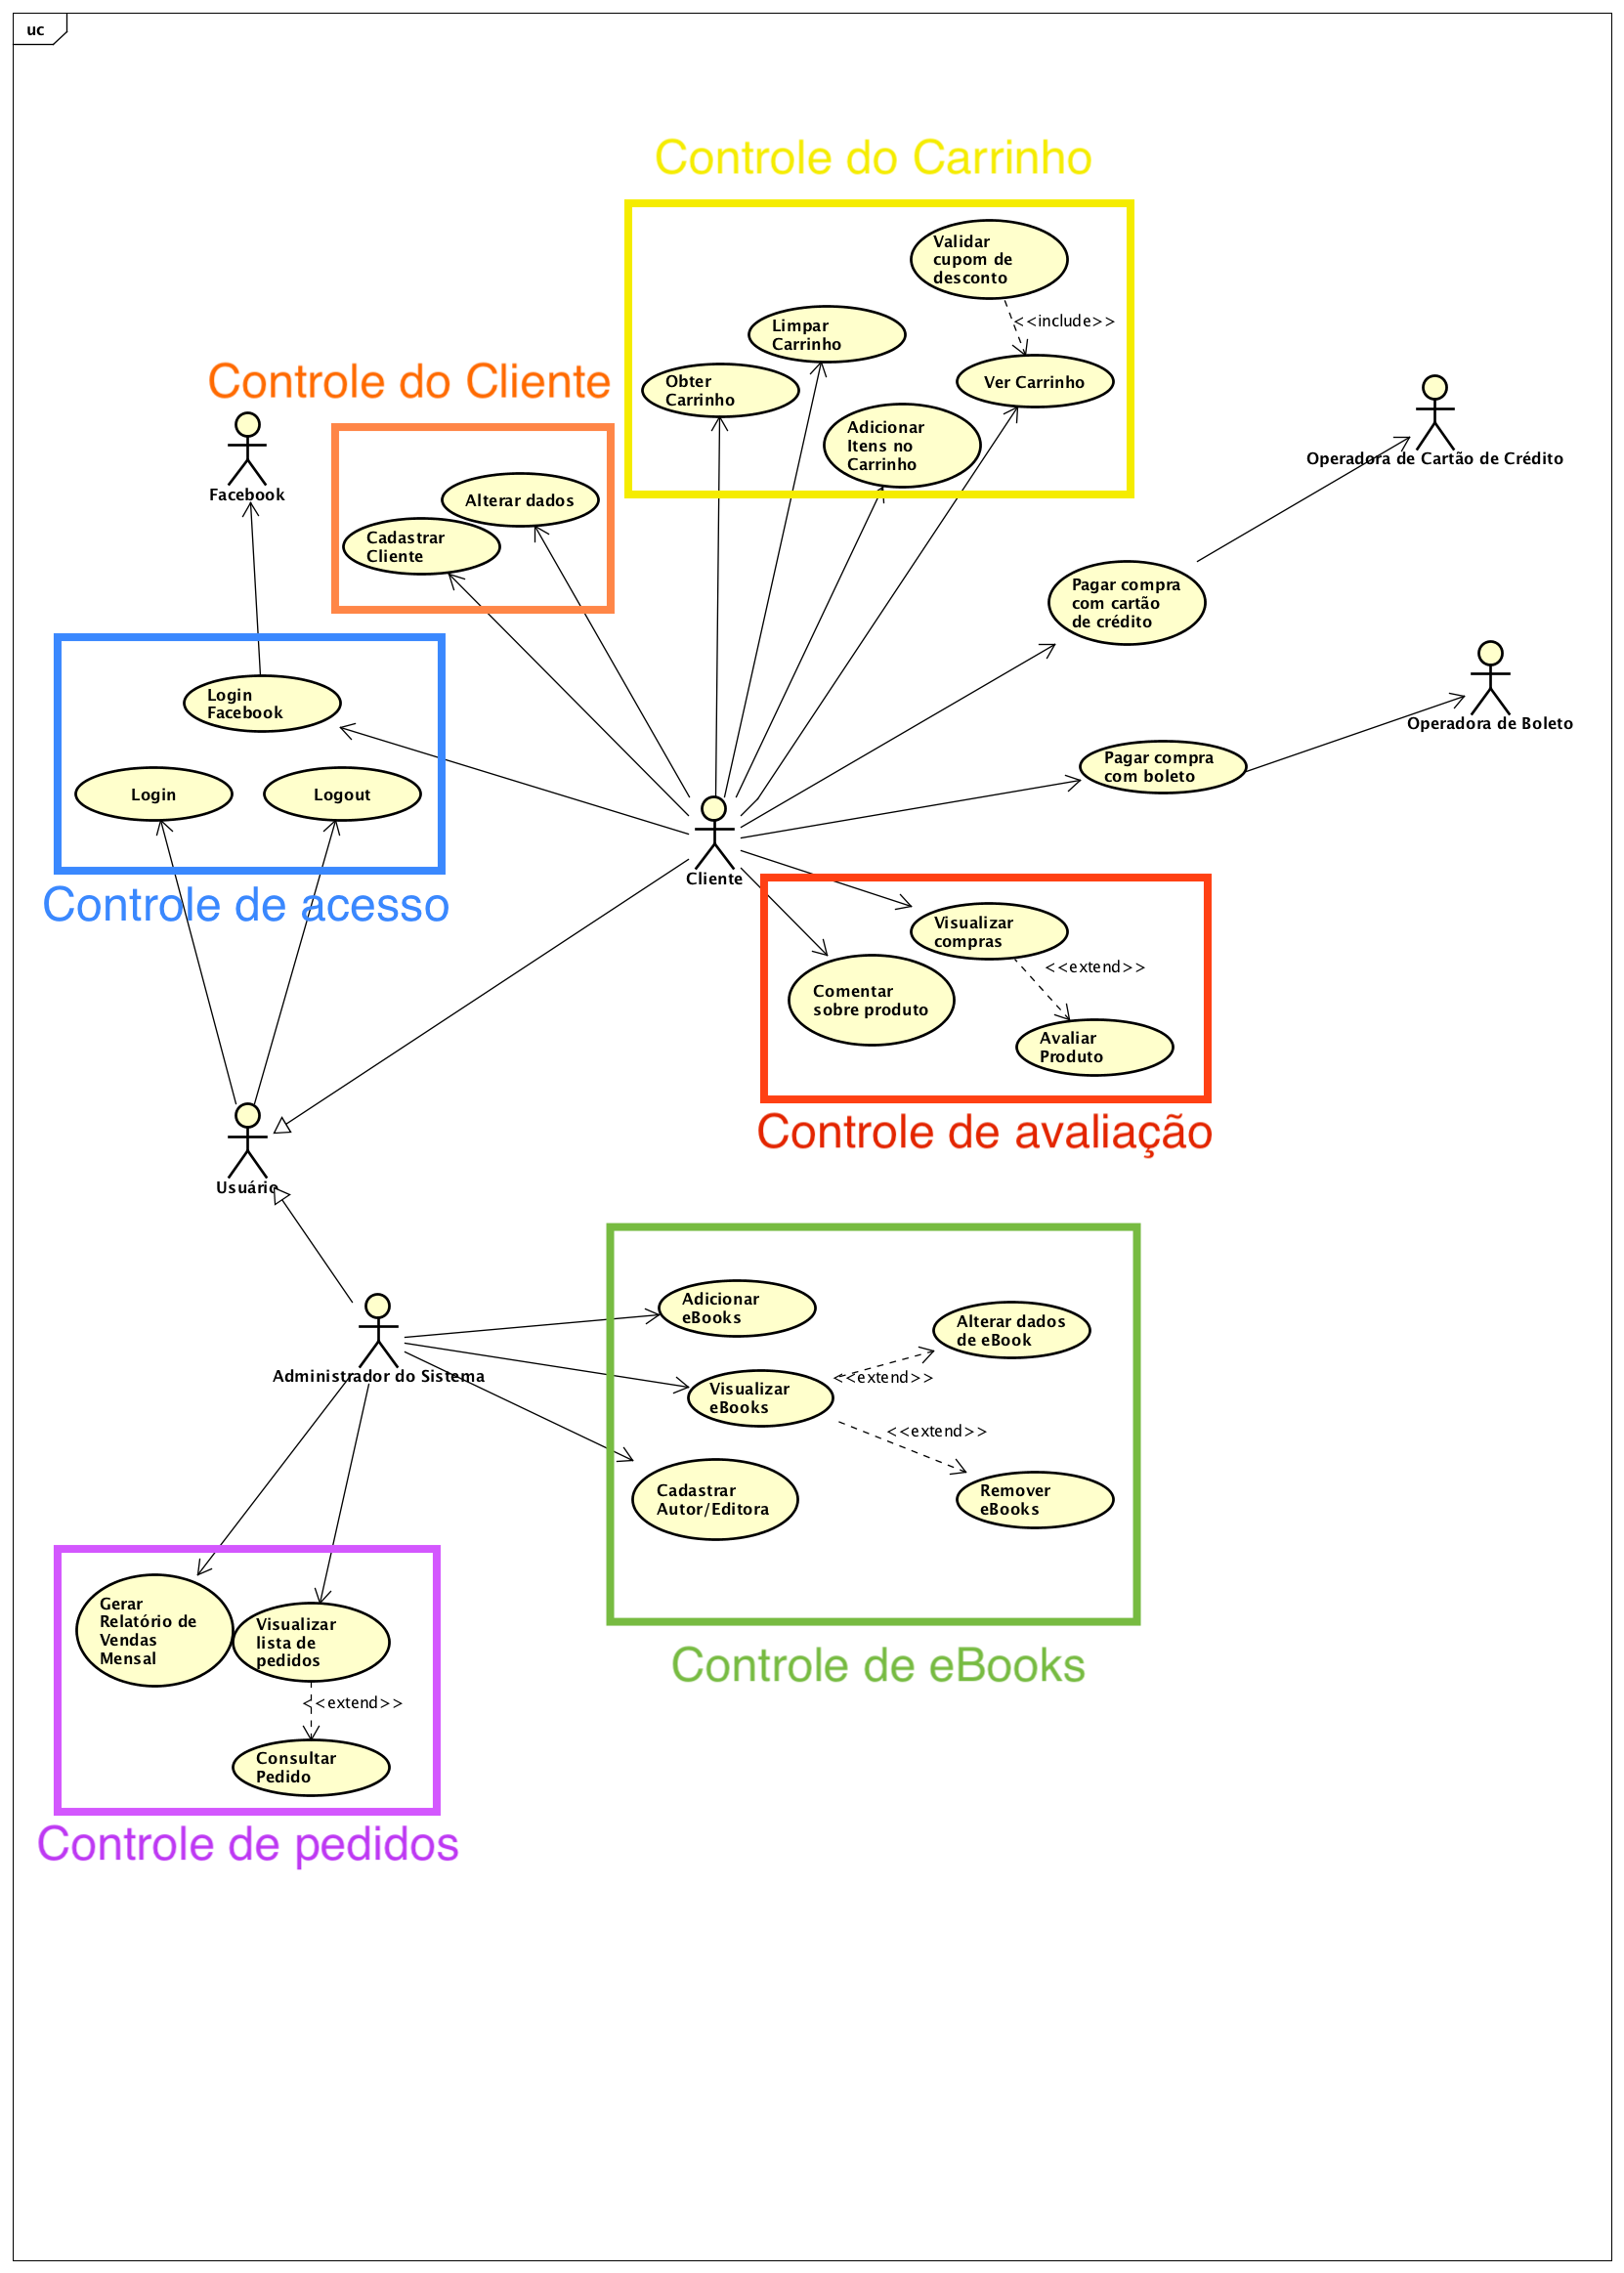 uc
Controle do Carrinho
Validar
cupom de
desconto
<<include>>
Limpar
Carrinho
Obter
Carrinho
Ver Carrinho
Adicionar
Itens no
Carrinho
Controle do Cliente
Facebook
Alterar dados
Cadastrar
Cliente
Operadora de Cartão de Crédito
Pagar compra
com cartão
de crédito
Operadora de Boleto
Pagar compra
com boleto
Login
Facebook
Login
Logout
Controle de acesso
Cliente
Visualizar
compras
<<extend>>
Comentar
sobre produto
Avaliar
Produto
Controle de avaliação
Usuário
Administrador do Sistema
Adicionar
eBooks
Alterar dados
de eBook
<<extend>>
Visualizar
eBooks
<<extend>>
Cadastrar
Autor/Editora
Remover
eBooks
Controle de eBooks
Gerar
Relatório de
Vendas
Mensal
Visualizar
lista de
pedidos
<<extend>>
Consultar
Pedido
Controle de pedidos